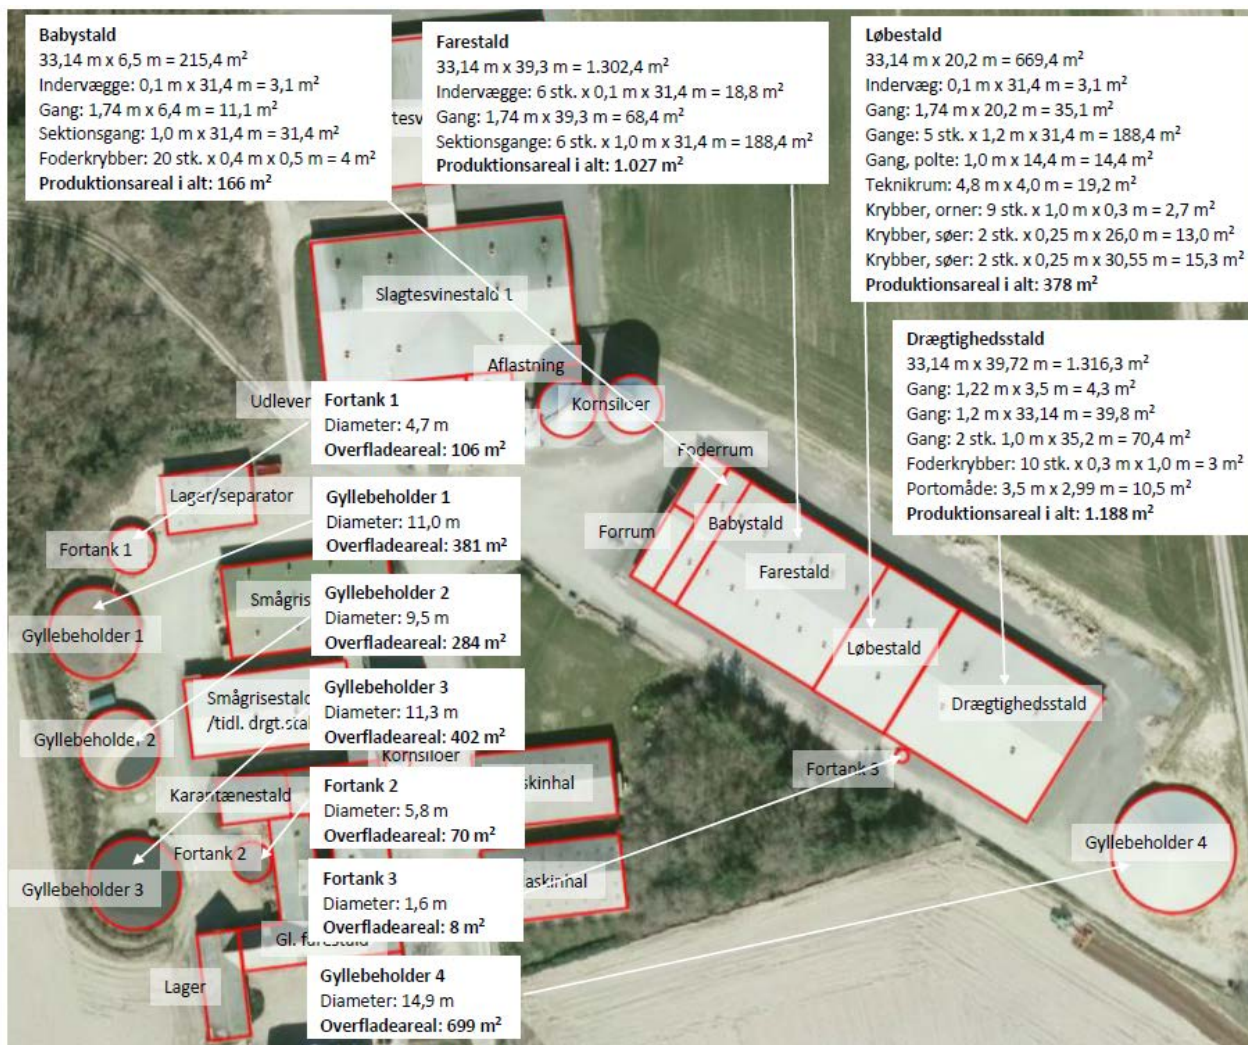 Babystald
33,14 m x 6,5 m = 215,4 m²
Indervægge: 0,1 m x 31,4 m = 3,1 m²
Gang: 1,74 m x 6,4 m = 11,1 m²
Sektionsgang: 1,0 m x 31,4 m = 31,4 m²
Foderkrybber: 20 stk. x 0,4 m x 0,5 m = 4 m²
Produktionsareal i alt: 166 m²
Farestald
33,14 m x 39,3 m = 1.302,4 m²
Indervægge: 6 stk. x 0,1 m x 31,4 m = 18,8 m²
Gang: 1,74 m x 39,3 m = 68,4 m²
Sektionsgange: 6 stk. x 1,0 m x 31,4 m = 188,4 m²
Produktionsareal i alt: 1.027 m²
Løbestald
33,14 m x 20,2 m = 669,4 m²
Indervæg: 0,1 m x 31,4 m = 3,1 m²
Gang: 1,74 m x 20,2 m = 35,1 m²
Gange: 5 stk. x 1,2 m x 31,4 m = 188,4 m²
Gang, polte: 1,0 m x 14,4 m = 14,4 m²
Teknikrum: 4,8 m x 4,0 m = 19,2 m²
Krybber, orner: 9 stk. x 1,0 m x 0,3 m = 2,7 m²
Krybber, søer: 2 stk. x 0,25 m x 26,0 m = 13,0 m²
Krybber, søer: 2 stk. x 0,25 m x 30,55 m = 15,3 m²
Produktionsareal i alt: 378 m²
Drægtighedsstald
33,14 m x 39,72 m = 1.316,3 m²
Gang: 1,22 m x 3,5 m = 4,3 m²
Gang: 1,2 m x 33,14 m = 39,8 m²
Gang: 2 stk. 1,0 m x 35,2 m = 70,4 m²
Foderkrybber: 10 stk. x 0,3 m x 1,0 m = 3 m²
Portomåde: 3,5 m x 2,99 m = 10,5 m²
Produktionsareal i alt: 1.188 m²
Slagtesvinestald 1
Aflastning
Kornsiloer
Udlever
Fortank 1
Diameter: 4,7 m
Overfladeareal: 106 m²
Foderrum
Lager/separator
Gyllebeholder 1
Diameter: 11,0 m
Overfladeareal: 381 m²
Babystald
Forrum
Fortank 1
Farestald
Gyllebeholder 2
Diameter: 9,5 m
Overfladeareal: 284 m²
Smågris
Gyllebeholder 1
Løbestald
Gyllebeholder 3
Diameter: 11,3 m
Overfladeareal: 402 m²
Smågrisestald
/tidl. drgt.stal
Drægtighedsstald
Gyllebeholder 2
Kornsiloer
Fortank 3
Fortank 2
Diameter: 5,8 m
Overfladeareal: 70 m²
Karantænestald
skinhal
Gyllebeholder 4
Fortank 2
Gyllebeholder 3
Fortank 3
Diameter: 1,6 m
Overfladeareal: 8 m²
askinhal
Gl. farestald
Lager
Gyllebeholder 4
Diameter: 14,9 m
Overfladeareal: 699 m²